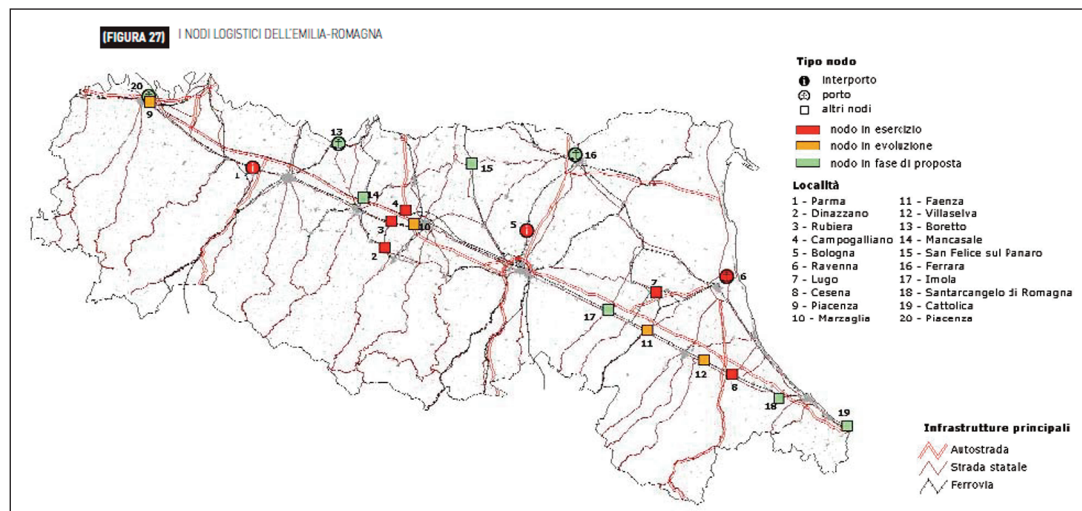 (FIGURA 27) I NODI LOGISTICI DELL'EMILIA-ROMAGNA
Tipo nodo
interporto
porto
altri nodi
nodo in esercizio
nodo in evoluzione
nodo in fase di proposta
Località
1 - Parma
2 - Dinazzano
3 - Rubiera
4 - Campogalliano
5 - Bologna
6 - Ravenna
7 - Lugo
8 - Cesena
9 - Piacenza
10 - Marzaglia
11 - Faenza
12 - Villaselva
13 - Boretto
14 - Mancasale
15 - San Felice sul Panaro
16 - Ferrara
17 - Imola
18 - Santarcangelo di Romagna
19 - Cattolica
20 - Piacenza
20
9
1
13
14
4
3
10
2
15
16
5
6
7
17
11
12
8
18
19
Infrastrutture principali
Autostrada
Strada statale
Ferrovia